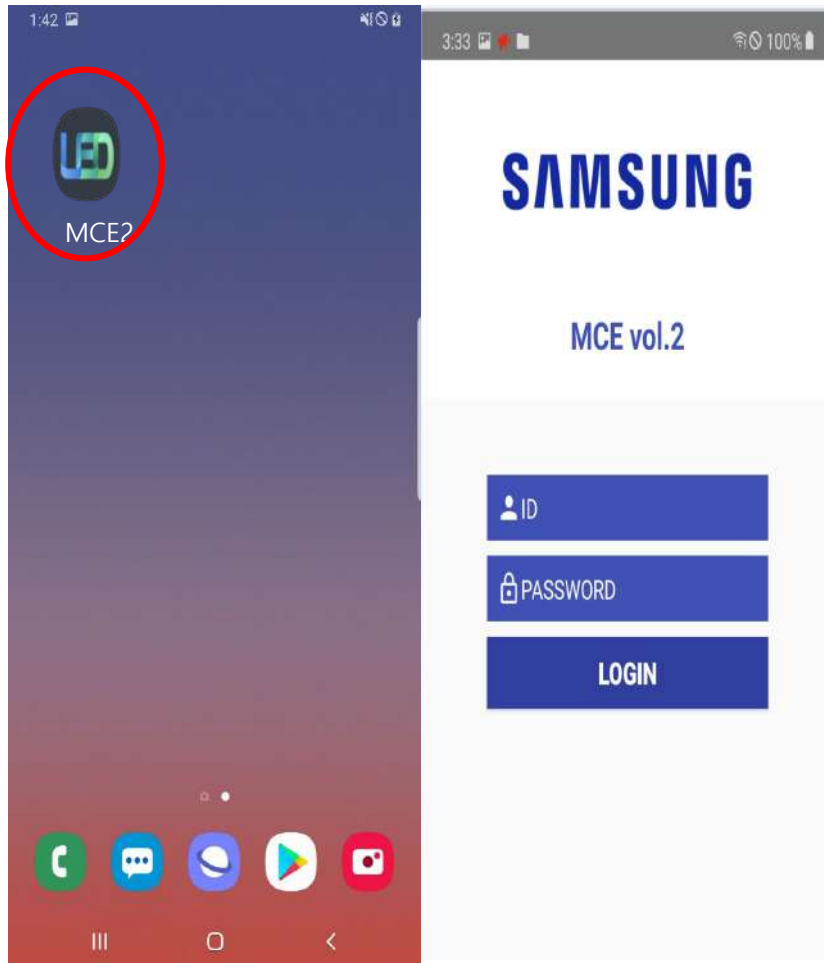 1:42
LED
MCE2
3:33
100%
SAMSUNG
MCE vol.2
ID
PASSWORD
LOGIN